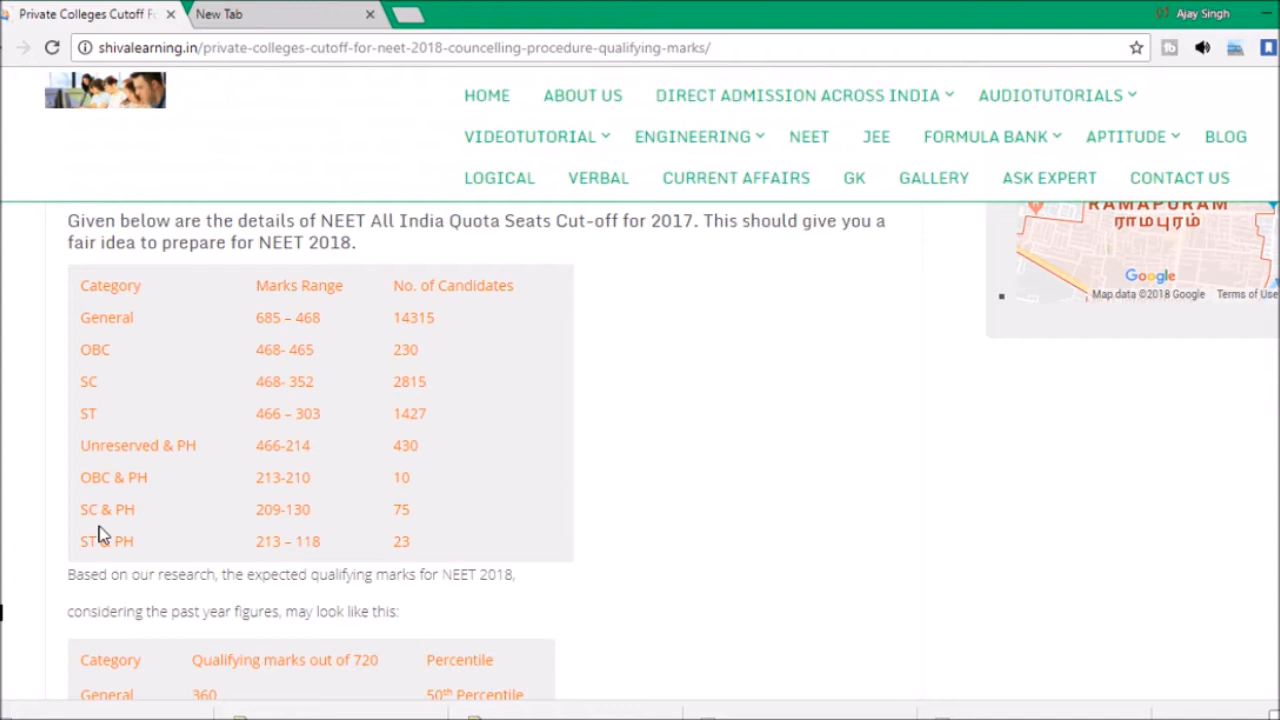 Private Colleges Cutoff Fo
New Tab
Ajay Singh
shivalearning.in/private-colleges-cutoff-for-neet-2018-councelling-procedure-qualifying-marks/
HOME ABOUT US DIRECT ADMISSION ACROSS INDIA AUDIOTUTORIALS
VIDEOTUTORIAL ENGINEERING NEET JEE FORMULA BANK APTITUDE BLOG
LOGICAL VERBAL CURRENT AFFAIRS GK GALLERY ASK EXPERT CONTACT US
Given below are the details of NEET All India Quota Seats Cut-off for 2017. This should give you a
fair idea to prepare for NEET 2018.
Category Marks Range No. of Candidates
General 685 – 468 14315
OBC 468- 465 230
SC 468- 352 2815
ST 466 – 303 1427
Unreserved & PH 466-214 430
OBC & PH 213-210 10
SC & PH 209-130 75
ST & PH 213 – 118 23
Based on our research, the expected qualifying marks for NEET 2018,
considering the past year figures, may look like this:
Category Qualifying marks out of 720 Percentile
General 360 50th Percentile
RAMAPURAM
ராமபுரம்
Google
Map data ©2018 Google Terms of Use